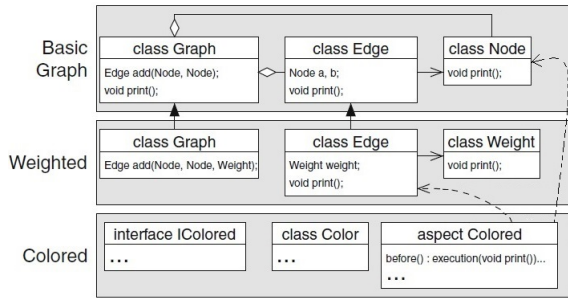 Basic
Graph
class Graph
Edge add(Node, Node);
void print();
class Edge
Node a, b;
void print();
class Node
void print();
Weighted
class Graph
Edge add(Node, Node, Weight);
class Edge
Weight weight;
void print();
class Weight
void print();
Colored
interface IColored
...
class Color
...
aspect Colored
before() : execution(void print())...
...